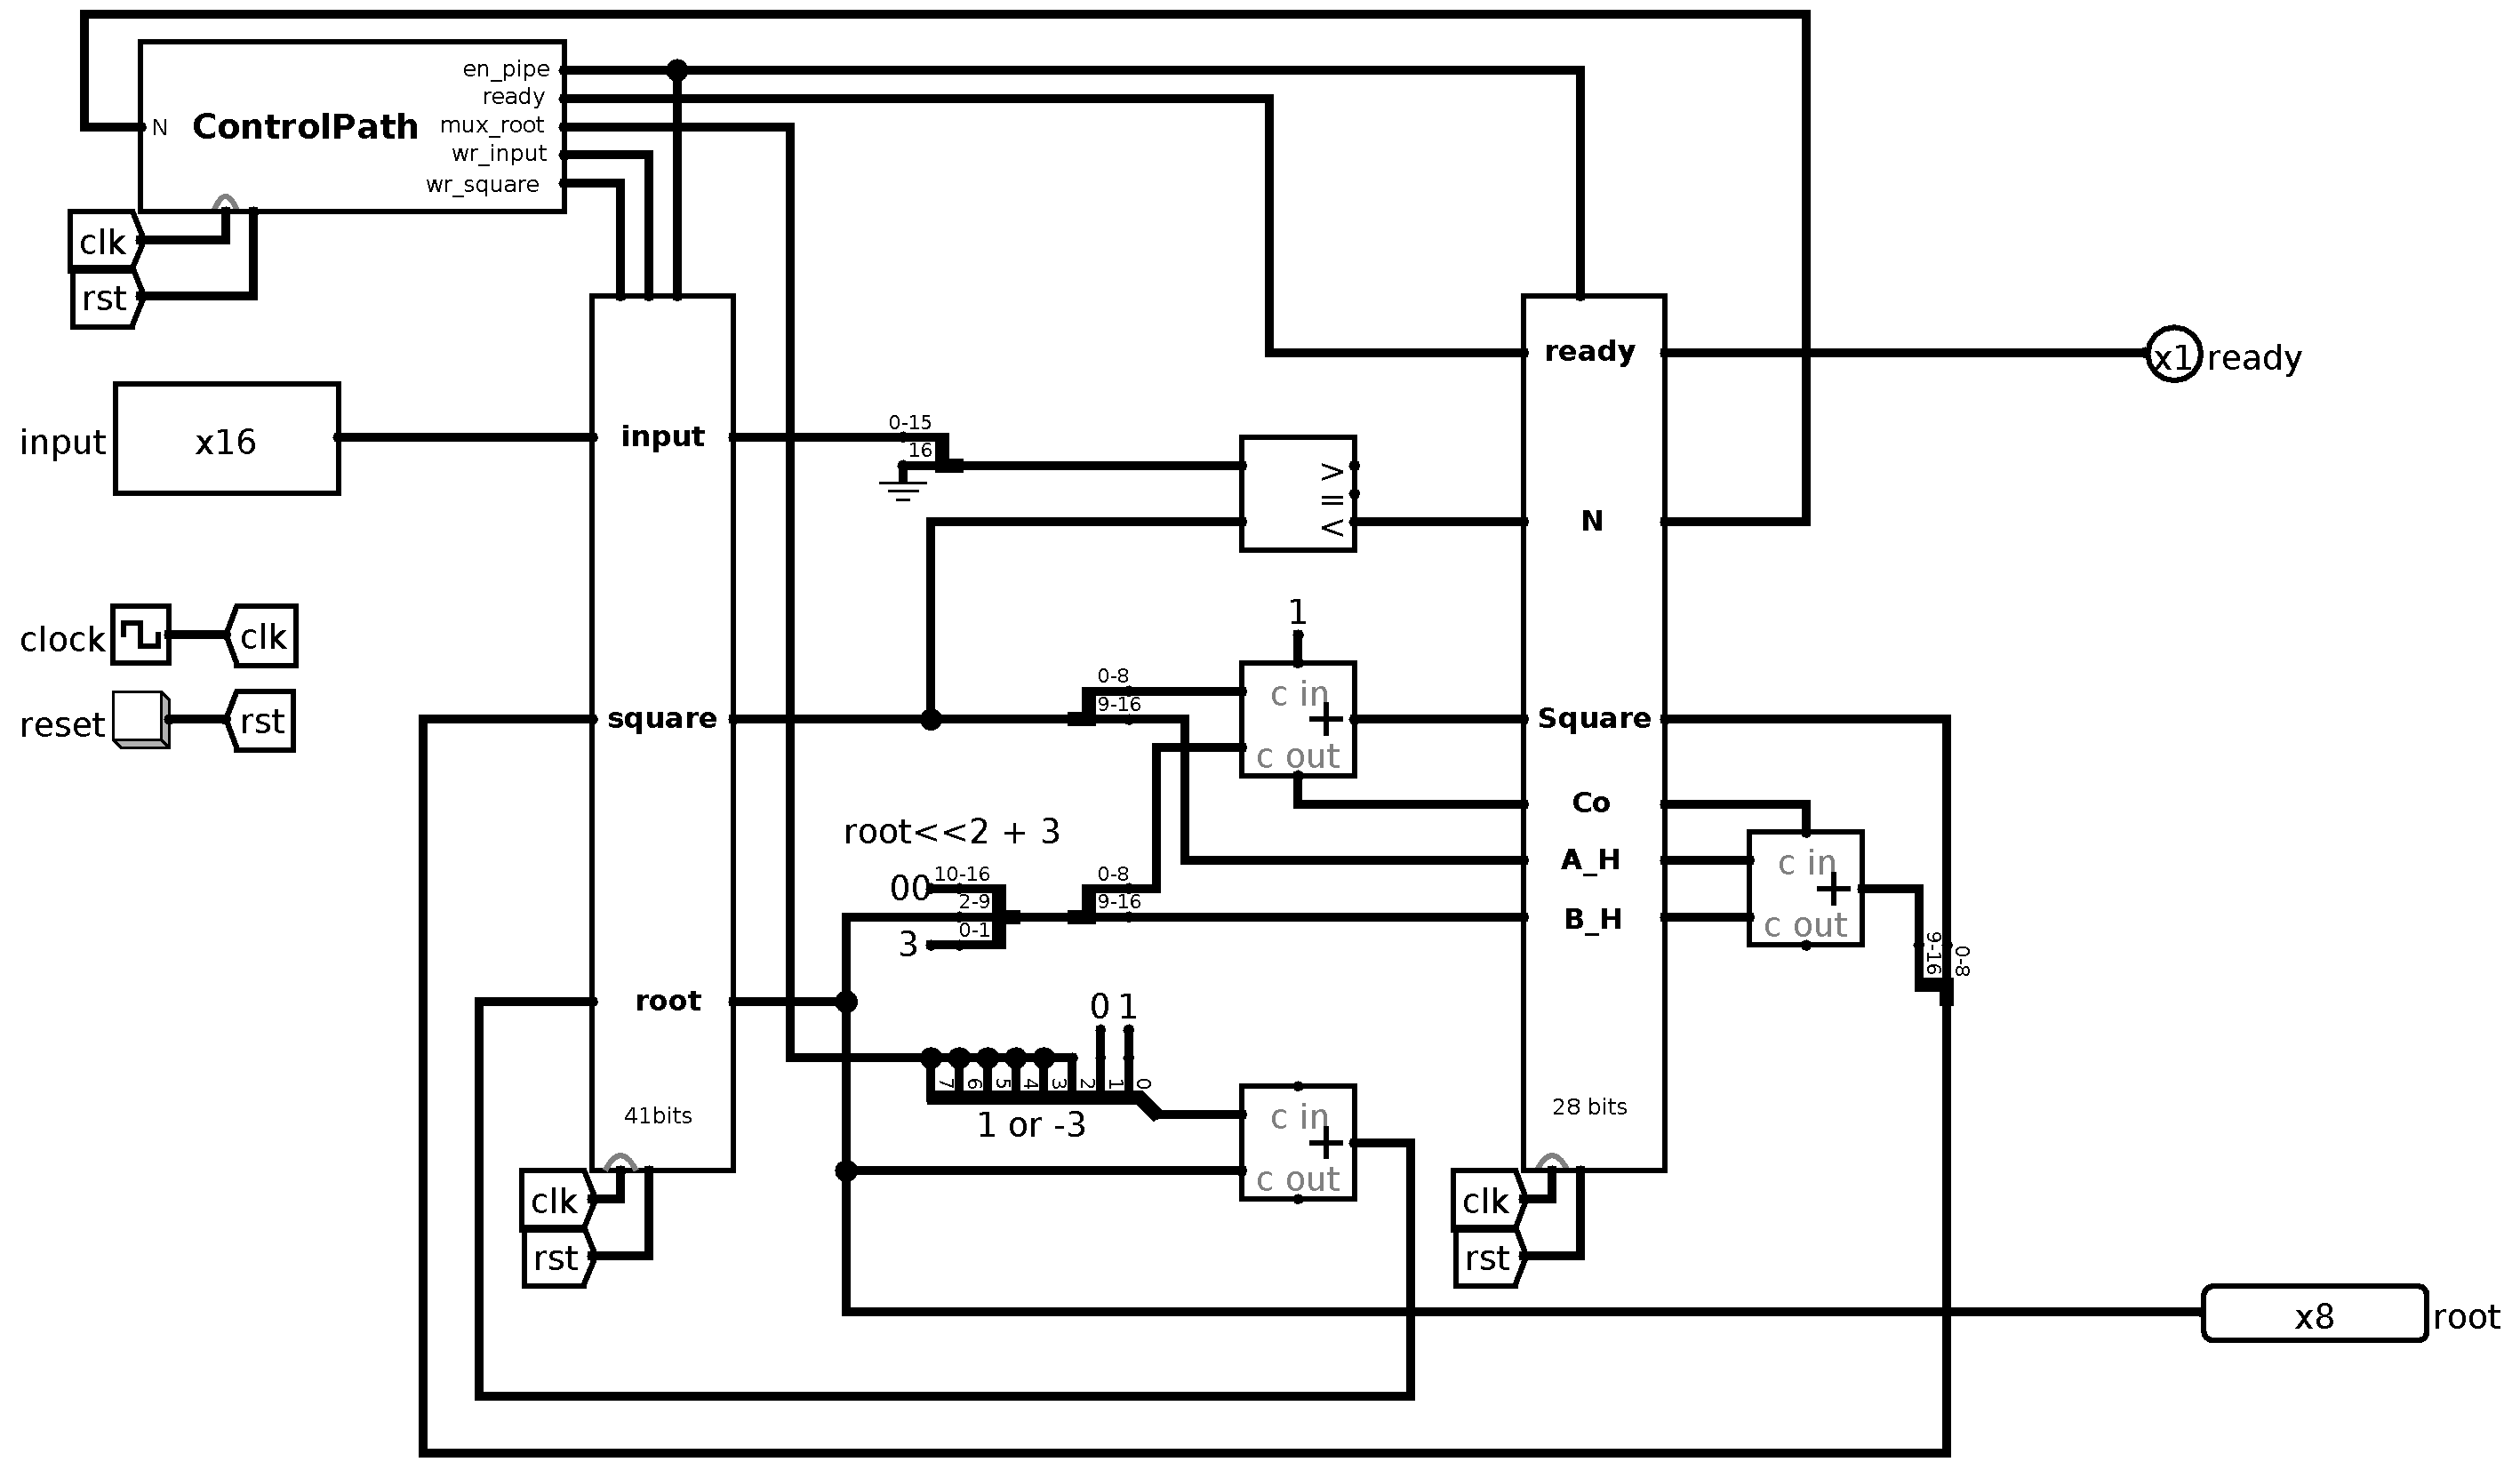 en_pipe
ready
mux_root
wr_input
wr_square
N ControlPath
clk
rst
input x16
clock clk
reset rst
input
square
root
41bits
clk
rst
0-15
16
> = <
1
0-8
9-16
c in
+
c out
root<<2 + 3
00 10-16
2-9
3 0-1
0-8
9-16
0 1
7 6 5 4 3 2 1 0
1 or -3
c in
+
c out
ready
N
Square
Co
A_H
B_H
28 bits
clk
rst
c in
+
c out
9-16
0-8
x1 ready
x8 root